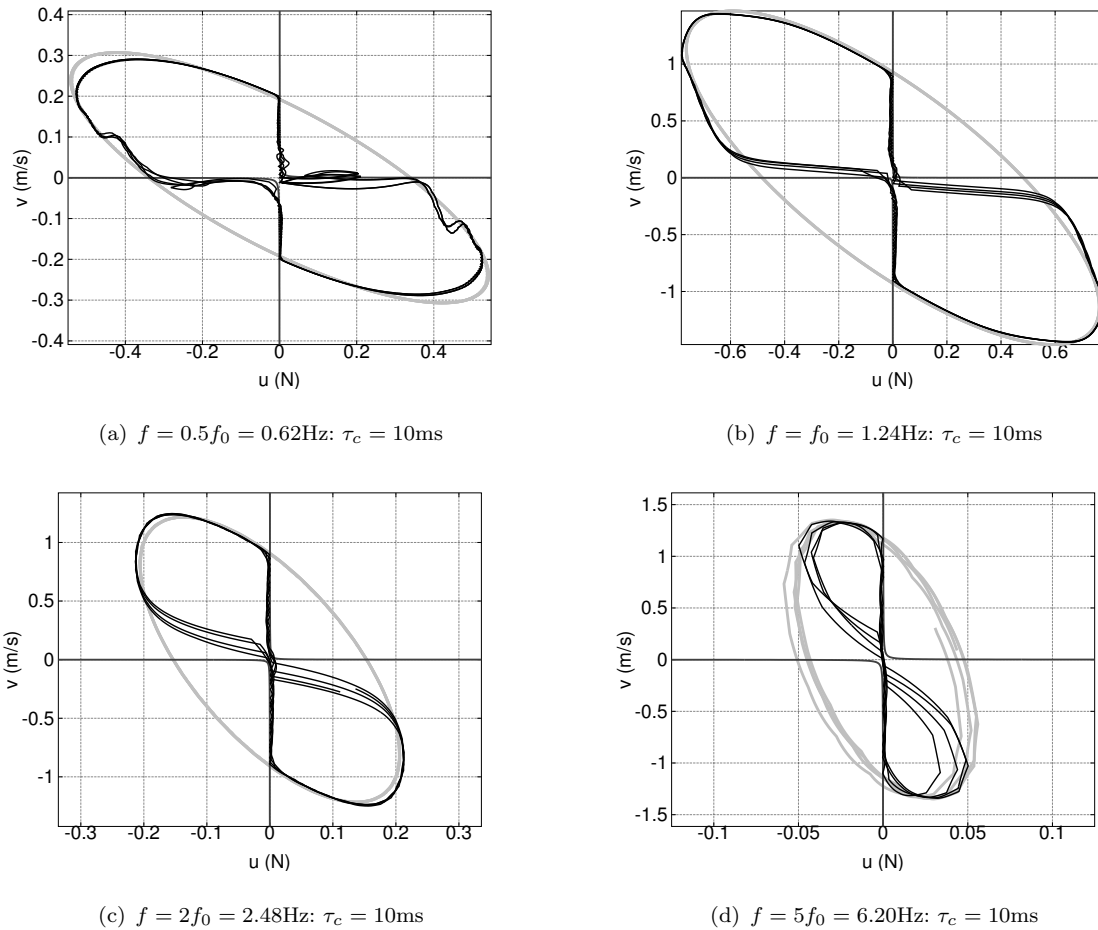 0.4
0.3
0.2
0.1
0
-0.1
-0.2
-0.3
-0.4
v (m/s)
-0.4 -0.2 0 0.2 0.4
u (N)
(a) f = 0.5f₀ = 0.62Hz: τ_c = 10ms
1
0.5
0
-0.5
-1
v (m/s)
-0.6 -0.4 -0.2 0 0.2 0.4 0.6
u (N)
(b) f = f₀ = 1.24Hz: τ_c = 10ms
1
0.5
0
-0.5
-1
v (m/s)
-0.3 -0.2 -0.1 0 0.1 0.2 0.3
u (N)
(c) f = 2f₀ = 2.48Hz: τ_c = 10ms
1.5
1
0.5
0
-0.5
-1
-1.5
v (m/s)
-0.1 -0.05 0 0.05 0.1
u (N)
(d) f = 5f₀ = 6.20Hz: τ_c = 10ms